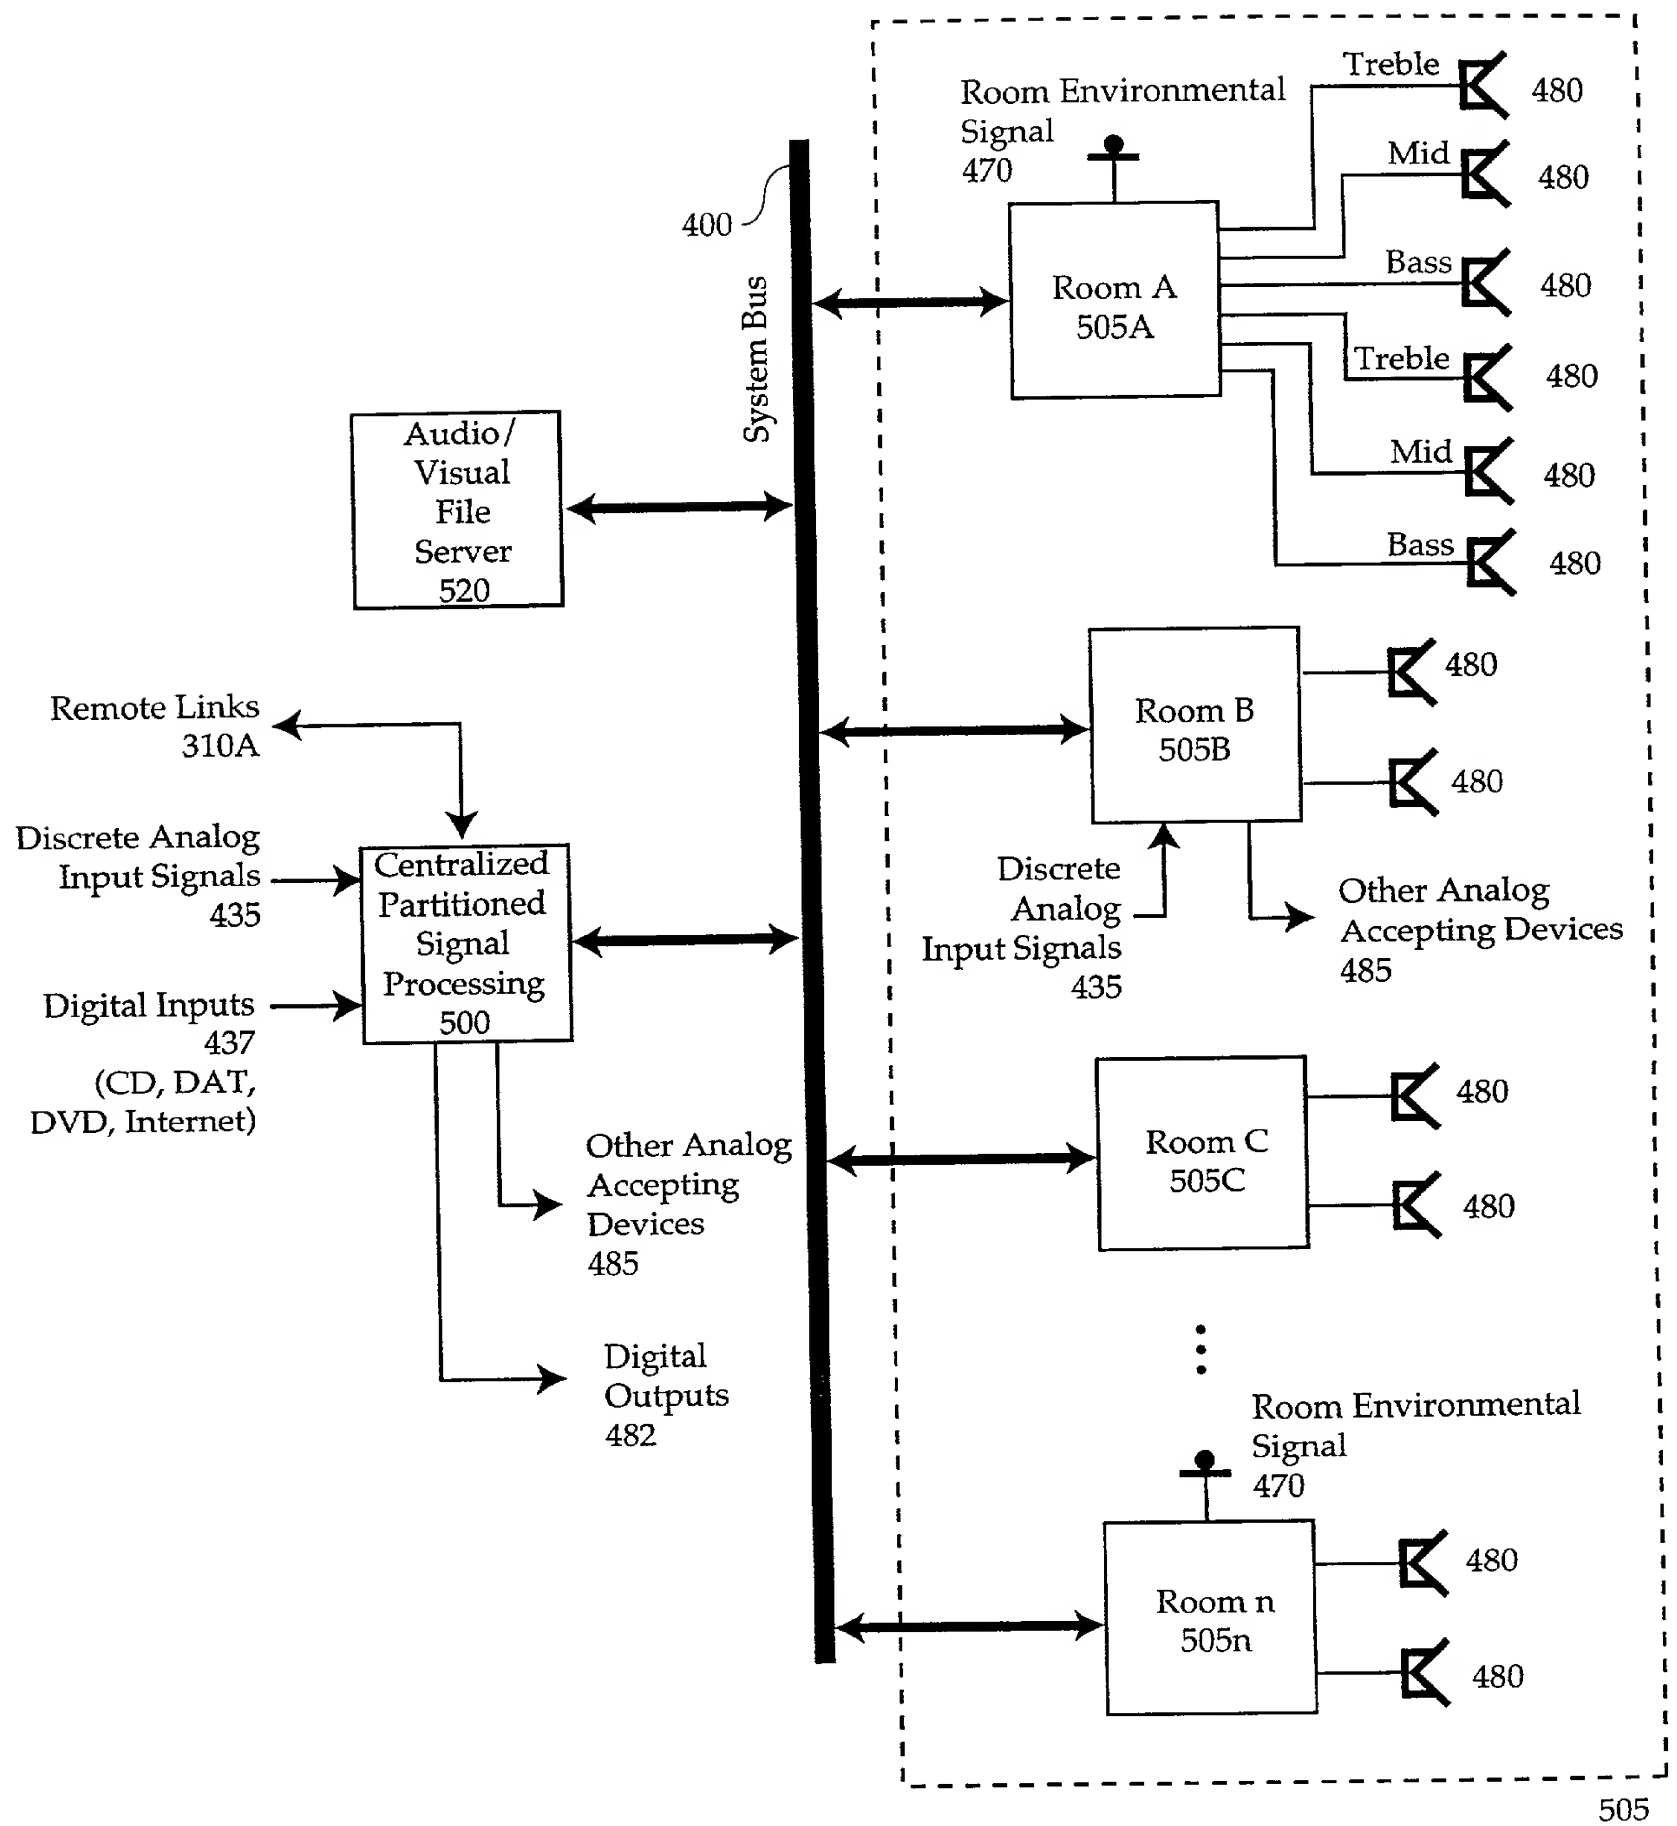 Room Environmental
Signal
470
Treble
480
Mid
480
Bass
480
Treble
480
Mid
480
Bass
480
Room A
505A
400
System Bus
Audio/
Visual
File
Server
520
Remote Links
310A
Discrete Analog
Input Signals
435
Digital Inputs
437
(CD, DAT,
DVD, Internet)
Centralized
Partitioned
Signal
Processing
500
Other Analog
Accepting
Devices
485
Digital
Outputs
482
Room B
505B
480
480
Discrete
Analog
Input Signals
435
Other Analog
Accepting Devices
485
Room C
505C
480
480
Room Environmental
Signal
470
Room n
505n
480
480
505